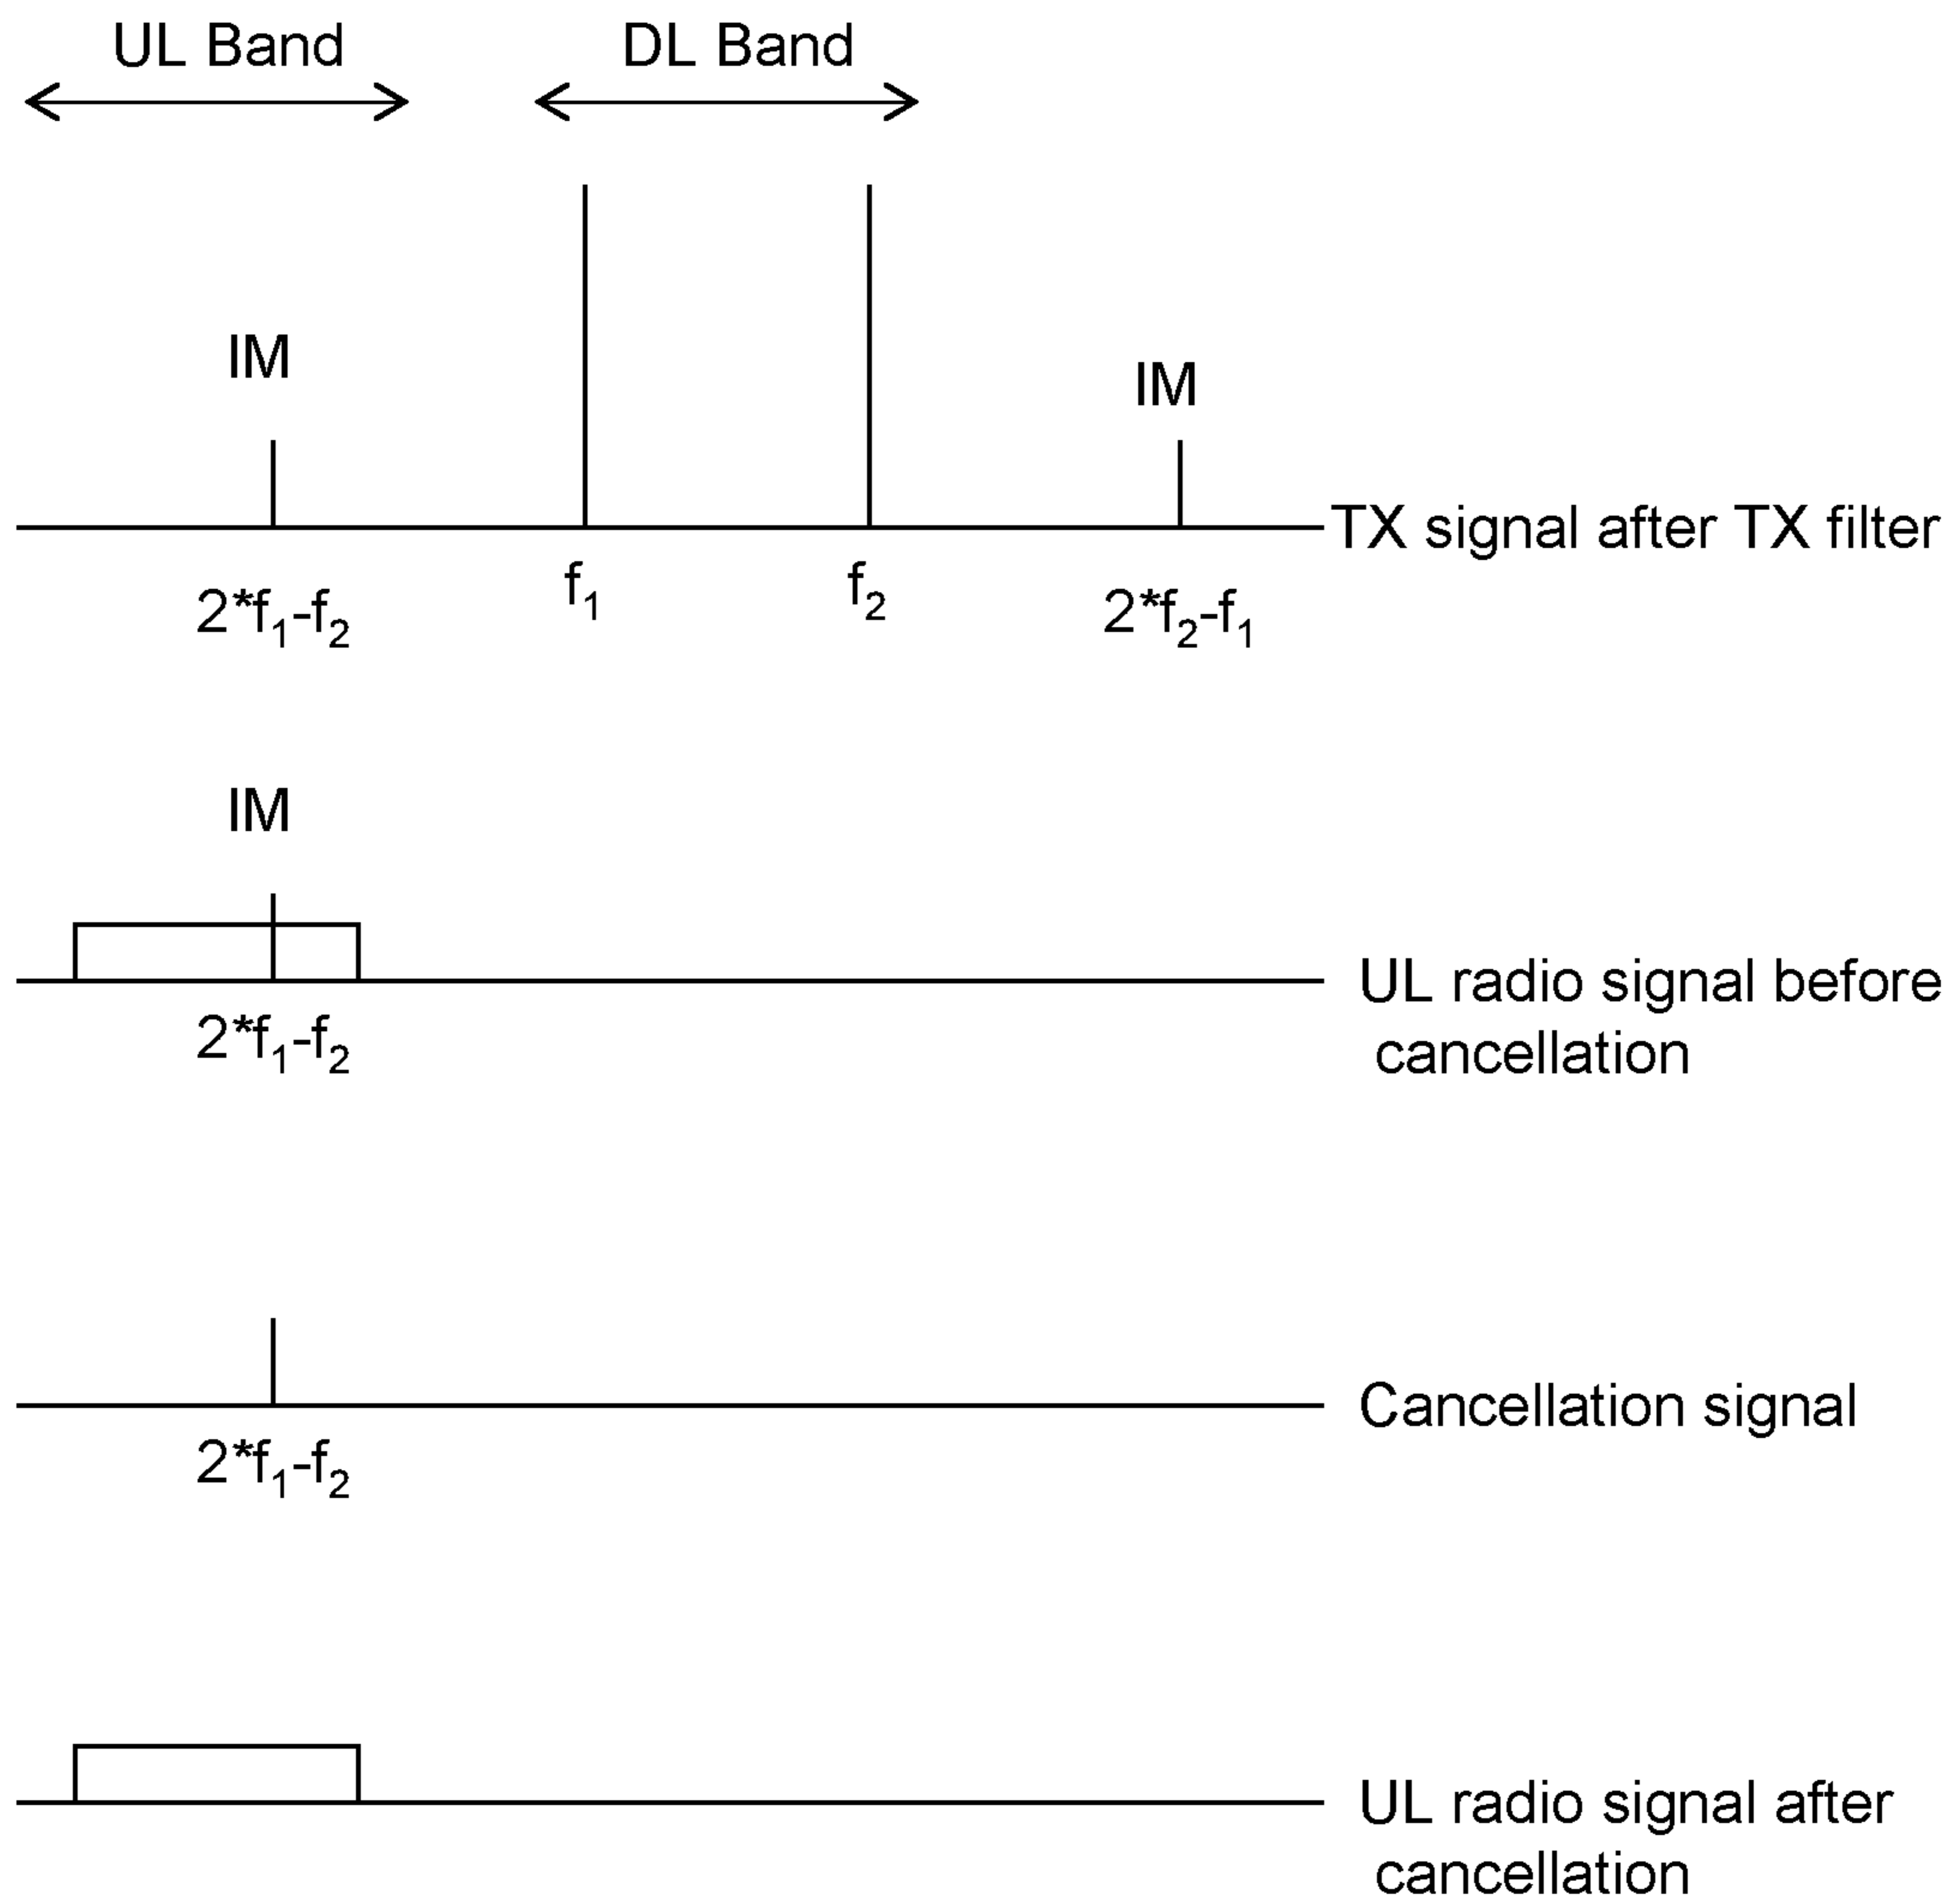 UL Band DL Band
IM
IM
TX signal after TX filter
2*f1-f2 f1 f2 2*f2-f1
IM
UL radio signal before
cancellation
2*f1-f2
Cancellation signal
2*f1-f2
UL radio signal after
cancellation